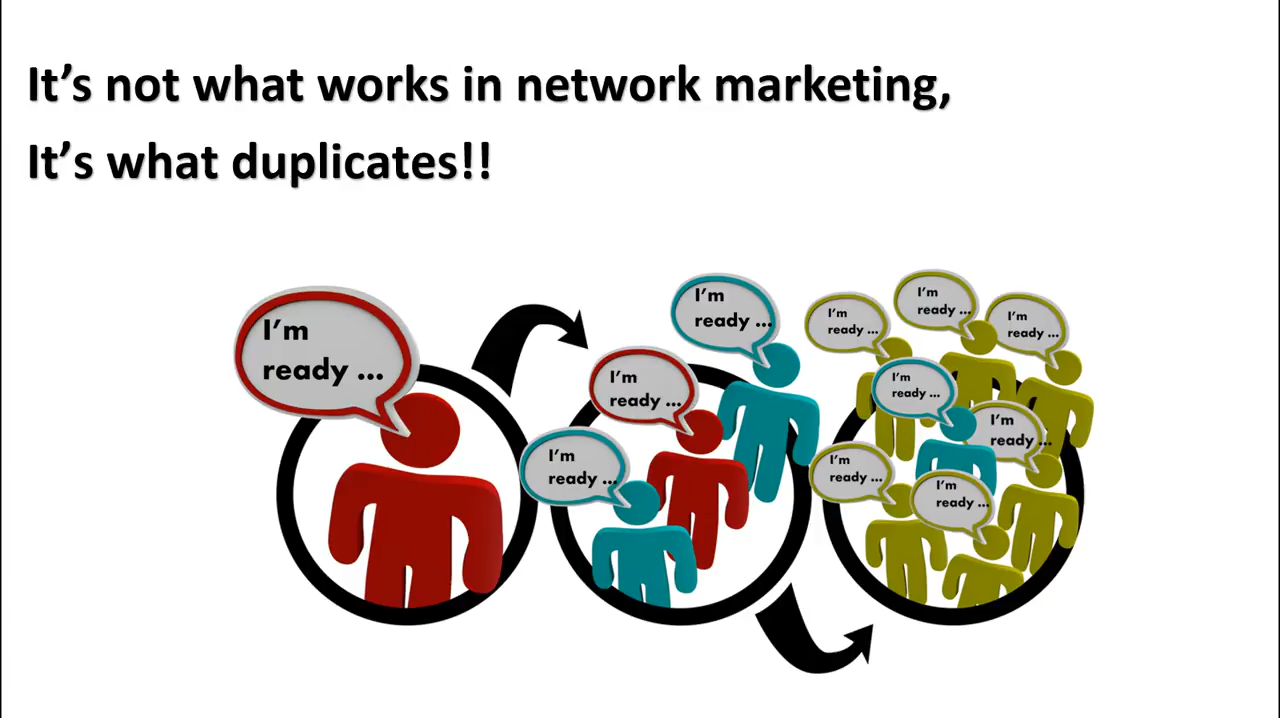 It's not what works in network marketing,
It's what duplicates!!
I'm
ready ...
I'm
ready ...
I'm
ready ...
I'm
ready ...
I'm
ready ...
I'm
ready ...
I'm
ready ...
I'm
ready ...
I'm
ready ...
I'm
ready ...
I'm
ready ...